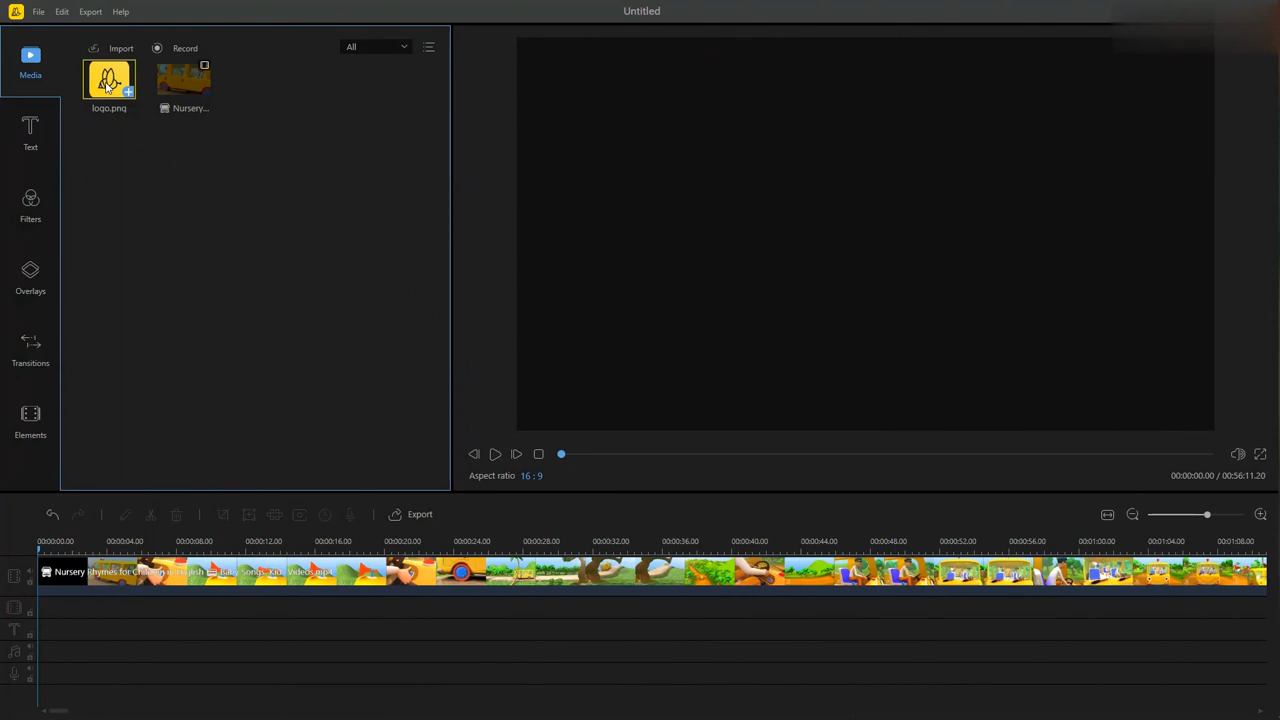 File Edit Export Help
Untitled
Media
Import Record All
logo.png Nursery...
Text
Filters
Overlays
Transitions
Elements
Aspect ratio 16 : 9
00:00:00.00 / 00:56:11.20
Export
00:00:00.00 00:00:04.00 00:00:08.00 00:00:12.00 00:00:16.00 00:00:20.00 00:00:24.00 00:00:28.00 00:00:32.00 00:00:36.00 00:00:40.00 00:00:44.00 00:00:48.00 00:00:52.00 00:00:56.00 00:01:00.00 00:01:04.00 00:01:08.00
Nursery Rhymes for Children in English Baby Songs, Kid.. Videos.mp4